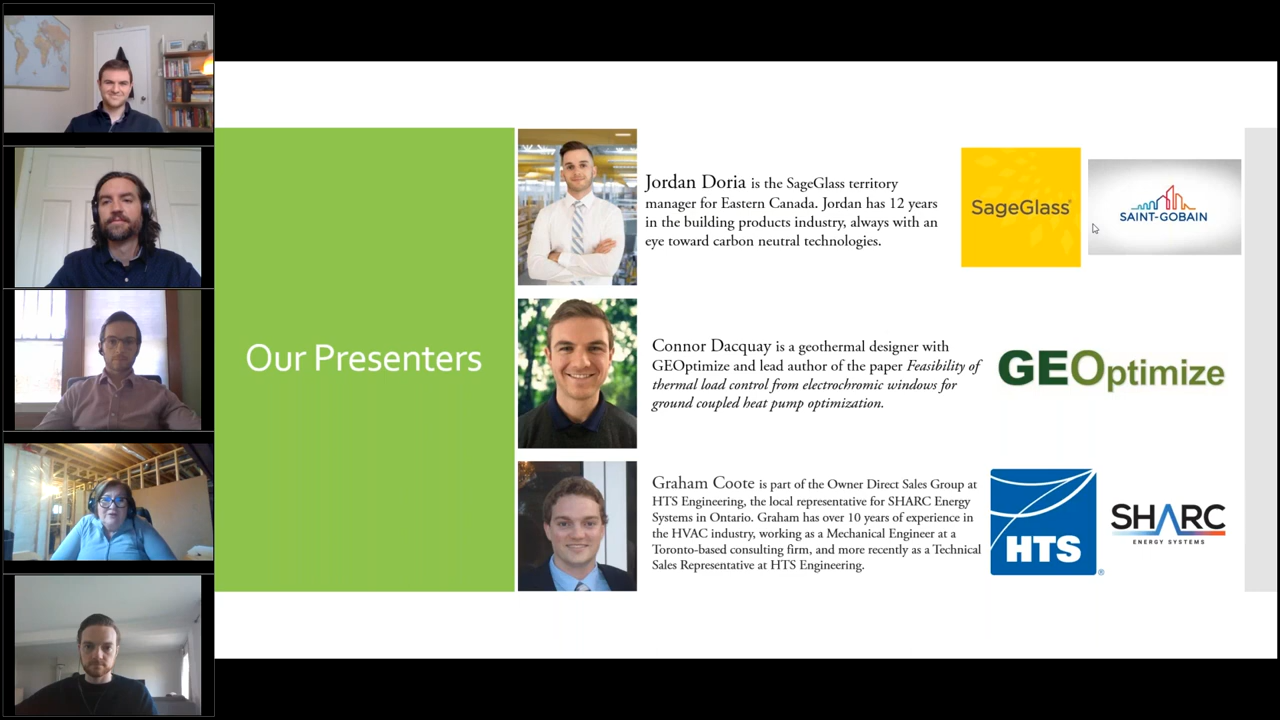 Our Presenters
Jordan Doria is the SageGlass territory
manager for Eastern Canada. Jordan has 12 years
in the building products industry, always with an
eye toward carbon neutral technologies.
SageGlass®
SAINT-GOBAIN
Connor Dacquay is a geothermal designer with
GEOptimize and lead author of the paper Feasibility of
thermal load control from electrochromic windows for
ground coupled heat pump optimization.
GEOptimize
Graham Coote is part of the Owner Direct Sales Group at
HTS Engineering, the local representative for SHARC Energy
Systems in Ontario. Graham has over 10 years of experience in
the HVAC industry, working as a Mechanical Engineer at a
Toronto-based consulting firm, and more recently as a Technical
Sales Representative at HTS Engineering.
HTS®
SHARC
ENERGY SYSTEMS